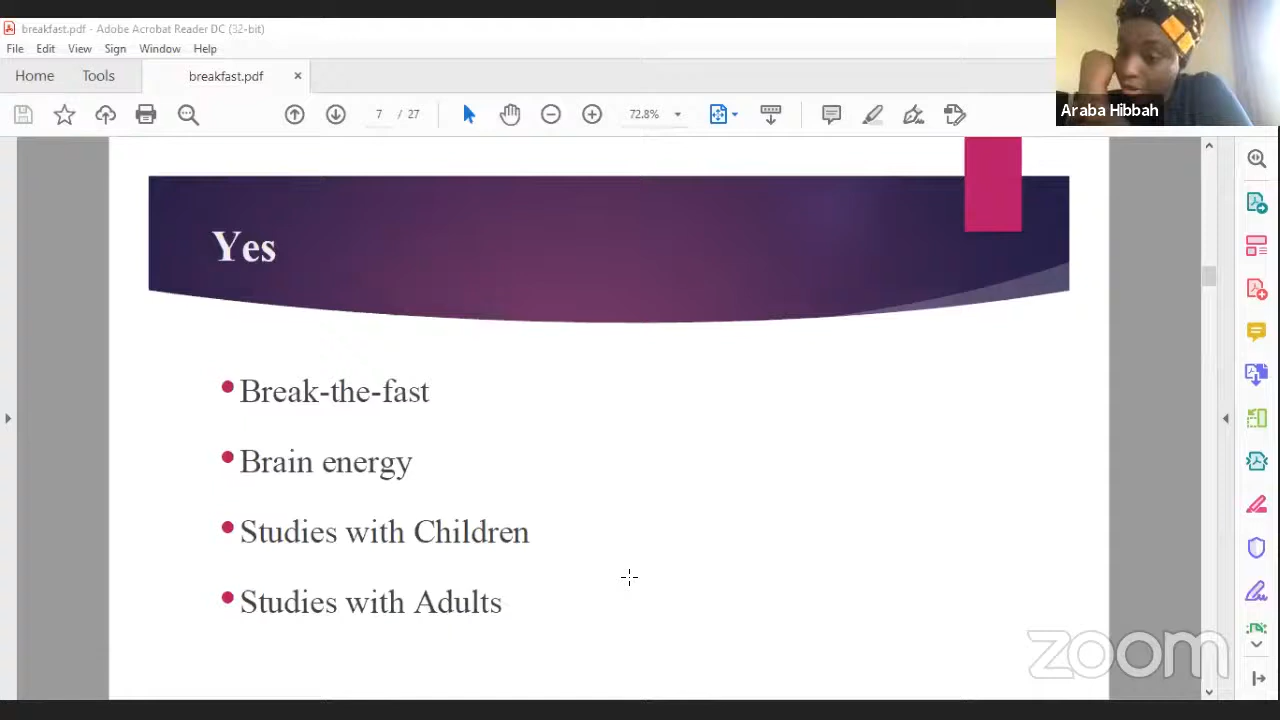 breakfast.pdf - Adobe Acrobat Reader DC (32-bit)
File Edit View Sign Window Help
Home Tools breakfast.pdf ×
7 / 27 72.8%
Araba Hibbah
Yes
• Break-the-fast
• Brain energy
• Studies with Children
• Studies with Adults
zoom